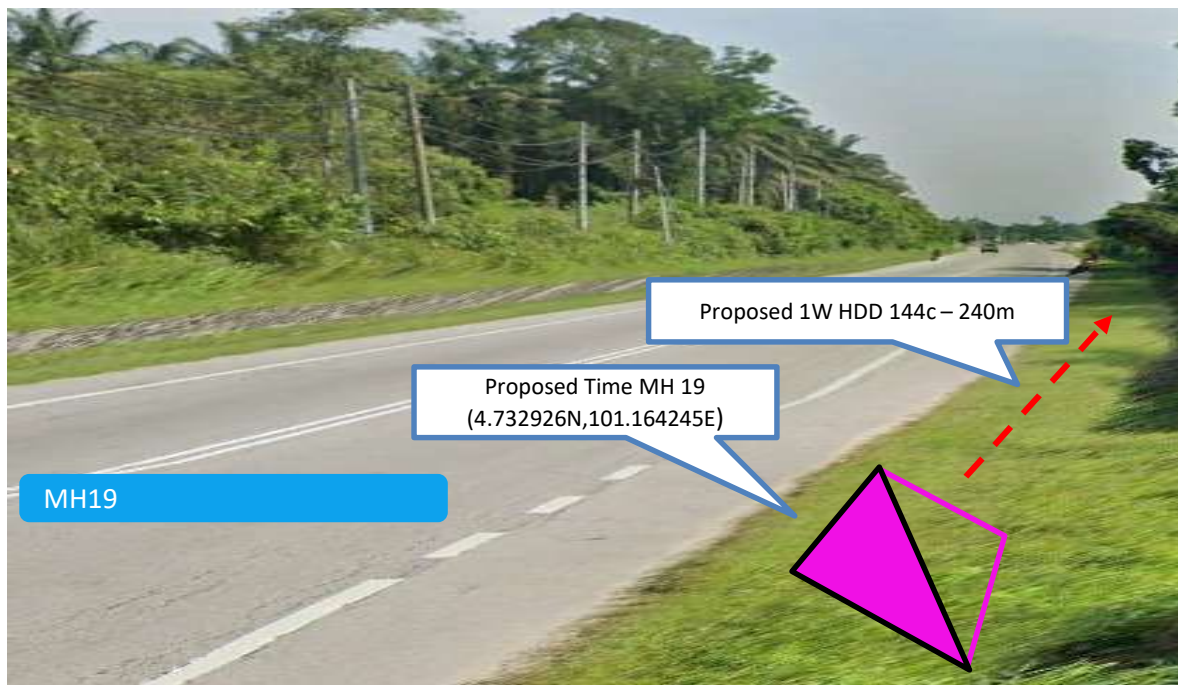 Proposed 1W HDD 144c – 240m
Proposed Time MH 19
(4.732926N,101.164245E)
MH19